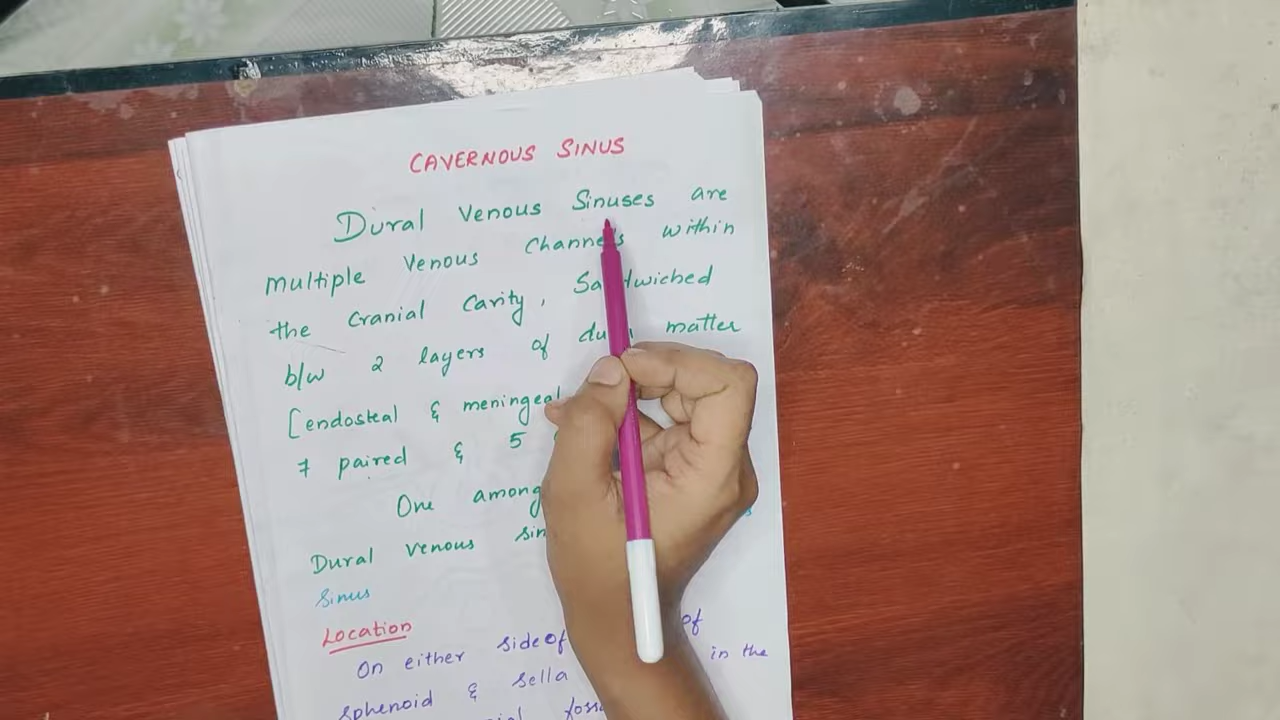 CAVERNOUS SINUS
Dural Venous Sinuses are
multiple Venous Channels within
the Cranial Cavity, Sandwiched
b/w 2 layers of matter
[endosteal & meningeal
7 paired & 5
One among
Dural venous
Sinus
Location
On either side of of
sphenoid & sella in the